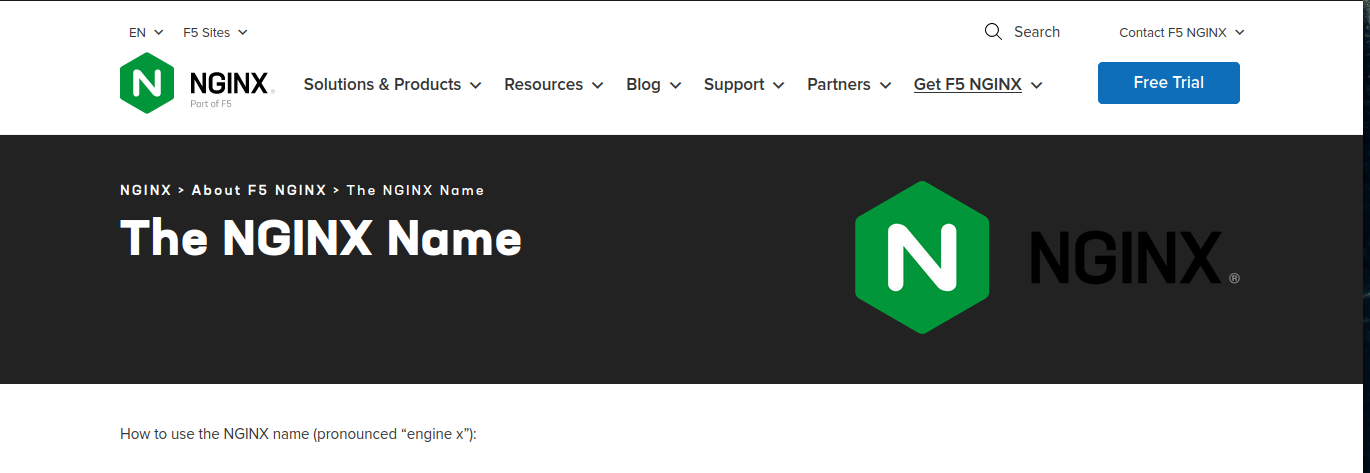 EN F5 Sites Search Contact F5 NGINX
N NGINX Solutions & Products Resources Blog Support Partners Get F5 NGINX Free Trial
Part of F5
NGINX > About F5 NGINX > The NGINX Name
The NGINX Name
N NGINX ®
How to use the NGINX name (pronounced “engine x”):